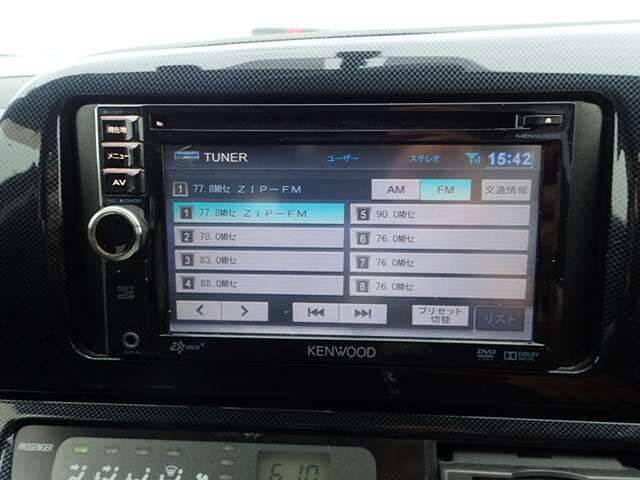 現在地
メニュー
AV
TUNER
ユーザー
ステレオ
15:42
1 77.8MHz ZIP-FM
AM
FM
交通情報
1 77.8MHz ZIP-FM
2 78.0MHz
3 83.0MHz
4 88.0MHz
5 90.0MHz
6 76.0MHz
7 76.0MHz
8 76.0MHz
プリセット
切替
リスト
KENWOOD
DVD
DOLBY
PASSENGER